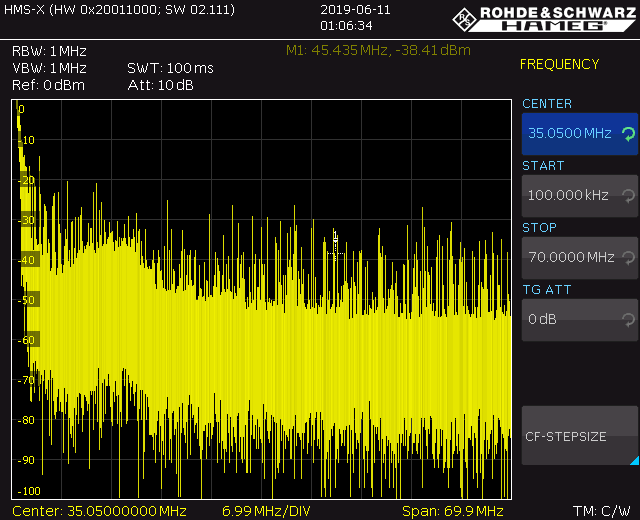 HMS-X (HW 0x20011000; SW 02.111)
2019-06-11
01:06:34
ROHDE&SCHWARZ
HAMEG
RBW: 1 MHz
M1: 45.435 MHz, -38.41 dBm
VBW: 1 MHz
SWT: 100 ms
Ref: 0 dBm
Att: 10 dB
FREQUENCY
CENTER
35.0500 MHz
START
100.000 kHz
STOP
70.0000 MHz
TG ATT
0 dB
CF-STEPSIZE
0
-10
-20
-30
-40
-50
-60
-70
-80
-90
-100
Center: 35.05000000 MHz
6.99 MHz/DIV
Span: 69.9 MHz
TM: C/W